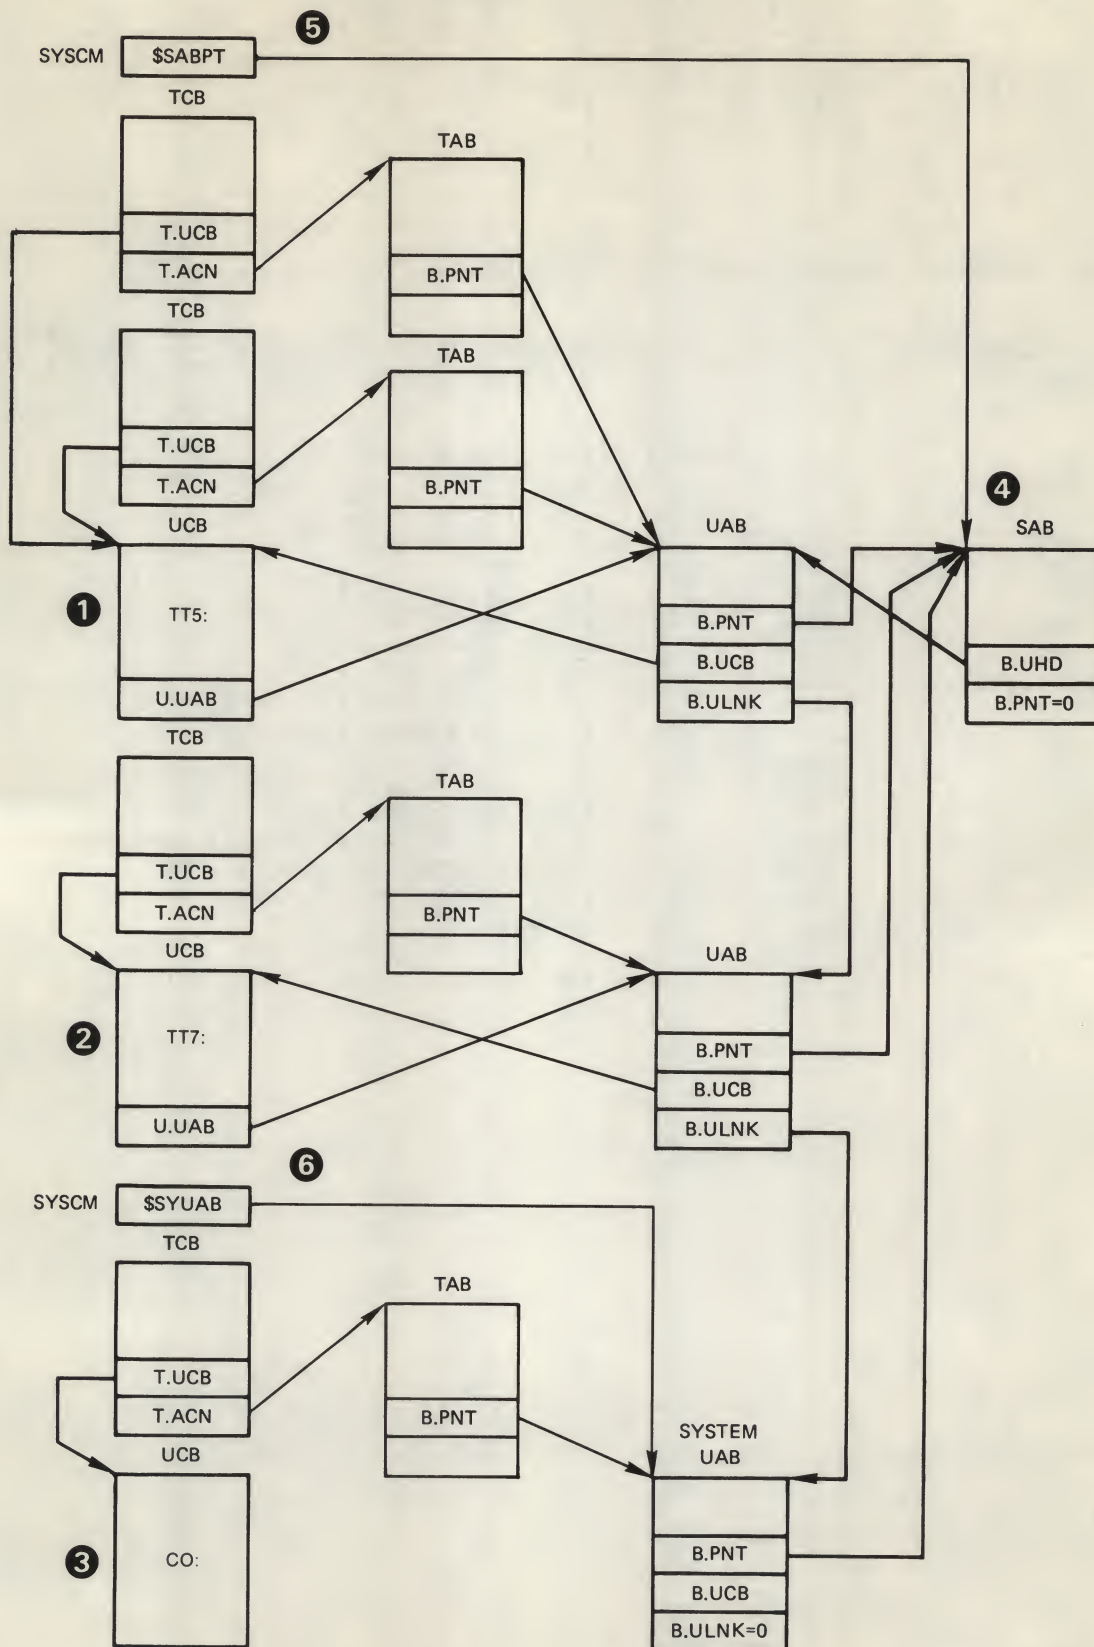 5
SYSCM $SABPT
TCB
TAB
T.UCB
T.ACN
B.PNT
TCB
TAB
T.UCB
T.ACN
B.PNT
4
UCB
UAB
SAB
1
TT5:
B.PNT
B.UCB
B.UHD
U.UAB
B.ULNK
B.PNT=0
TCB
TAB
T.UCB
T.ACN
B.PNT
UCB
UAB
2
TT7:
B.PNT
B.UCB
U.UAB
B.ULNK
6
SYSCM $SYUAB
TCB
TAB
T.UCB
T.ACN
B.PNT
SYSTEM
UAB
UCB
3
CO:
B.PNT
B.UCB
B.ULNK=0